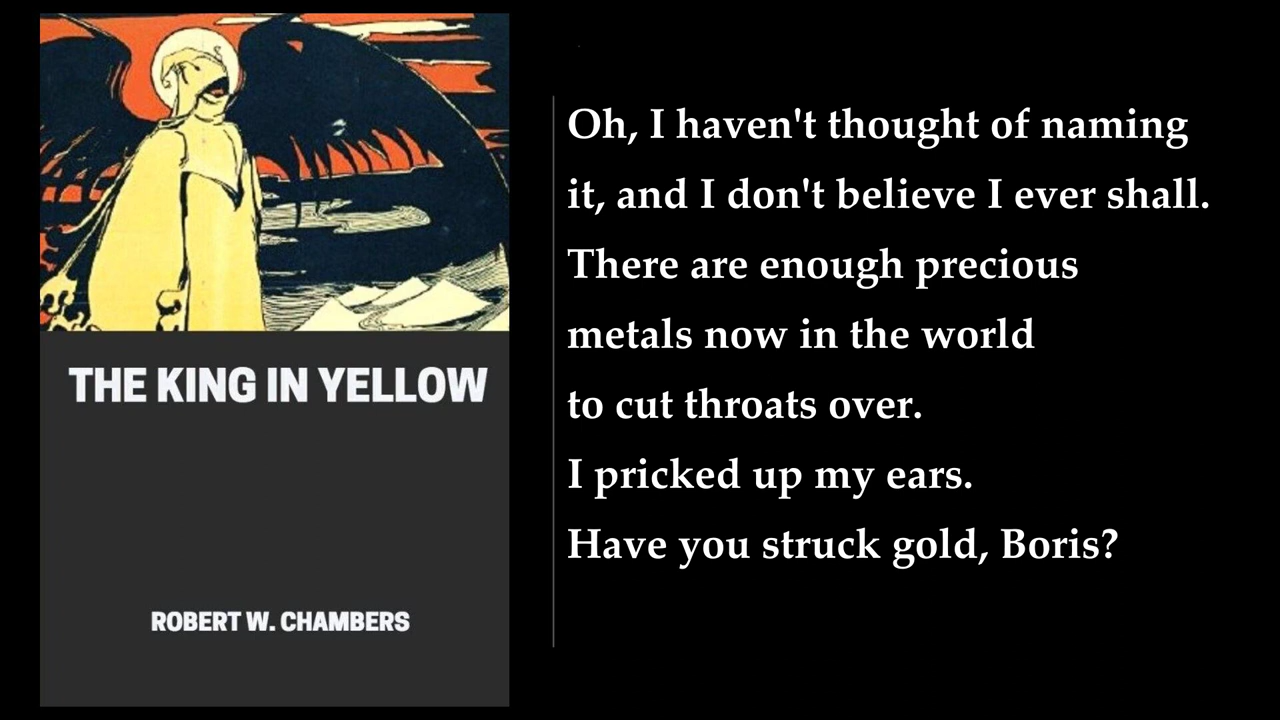 THE KING IN YELLOW
ROBERT W. CHAMBERS
Oh, I haven't thought of naming
it, and I don't believe I ever shall.
There are enough precious
metals now in the world
to cut throats over.
I pricked up my ears.
Have you struck gold, Boris?